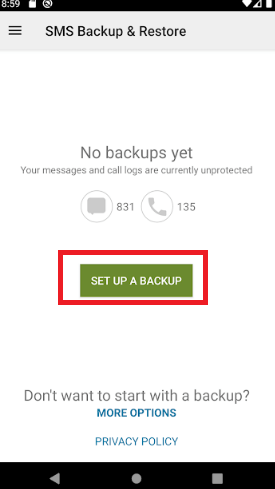 8:59
SMS Backup & Restore
No backups yet
Your messages and call logs are currently unprotected
831 135
SET UP A BACKUP
Don't want to start with a backup?
MORE OPTIONS
PRIVACY POLICY